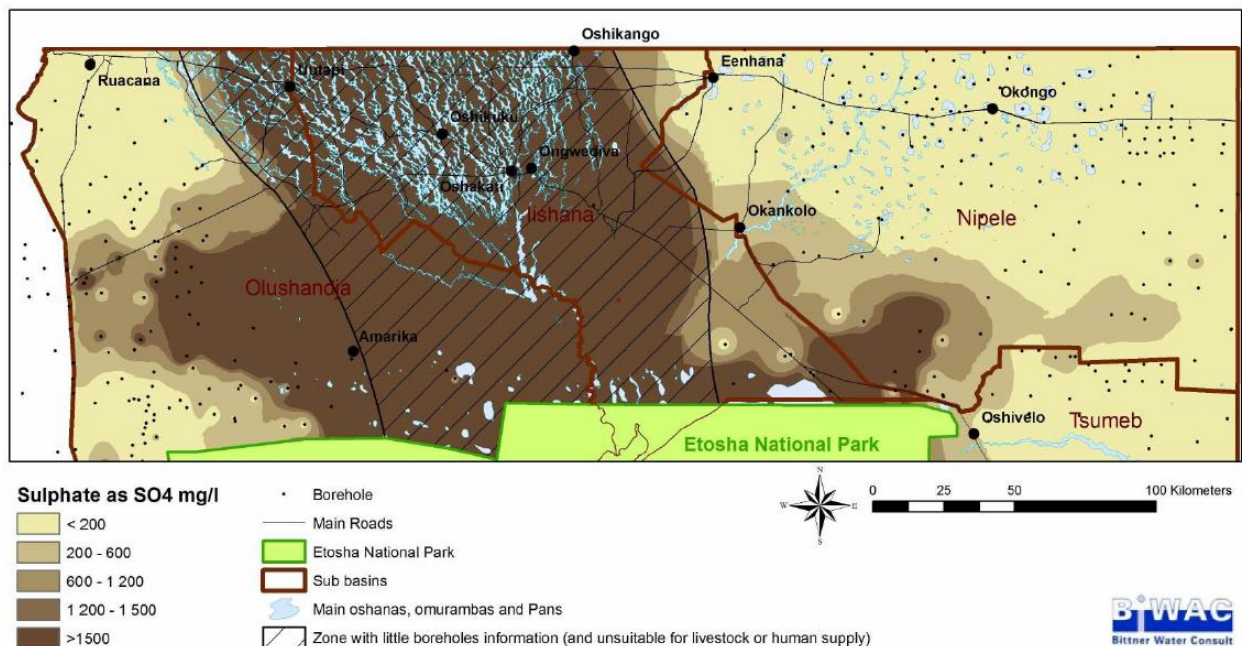 Oshikango
Ruacana
Uutapi
Eenhana
Okongo
Oshikuku
Ongwediva
Oshakati
Iishana
Okankolo
Nipele
Olushandja
Amarika
Oshivelo
Tsumeb
Etosha National Park
Sulphate as SO4 mg/l
< 200
200 - 600
600 - 1 200
1 200 - 1 500
>1500
Borehole
Main Roads
Etosha National Park
Sub basins
Main oshanas, omurambas and Pans
Zone with little boreholes information (and unsuitable for livestock or human supply)
N
W E
S
0 25 50 100 Kilometers
BIWAC
Bittner Water Consult